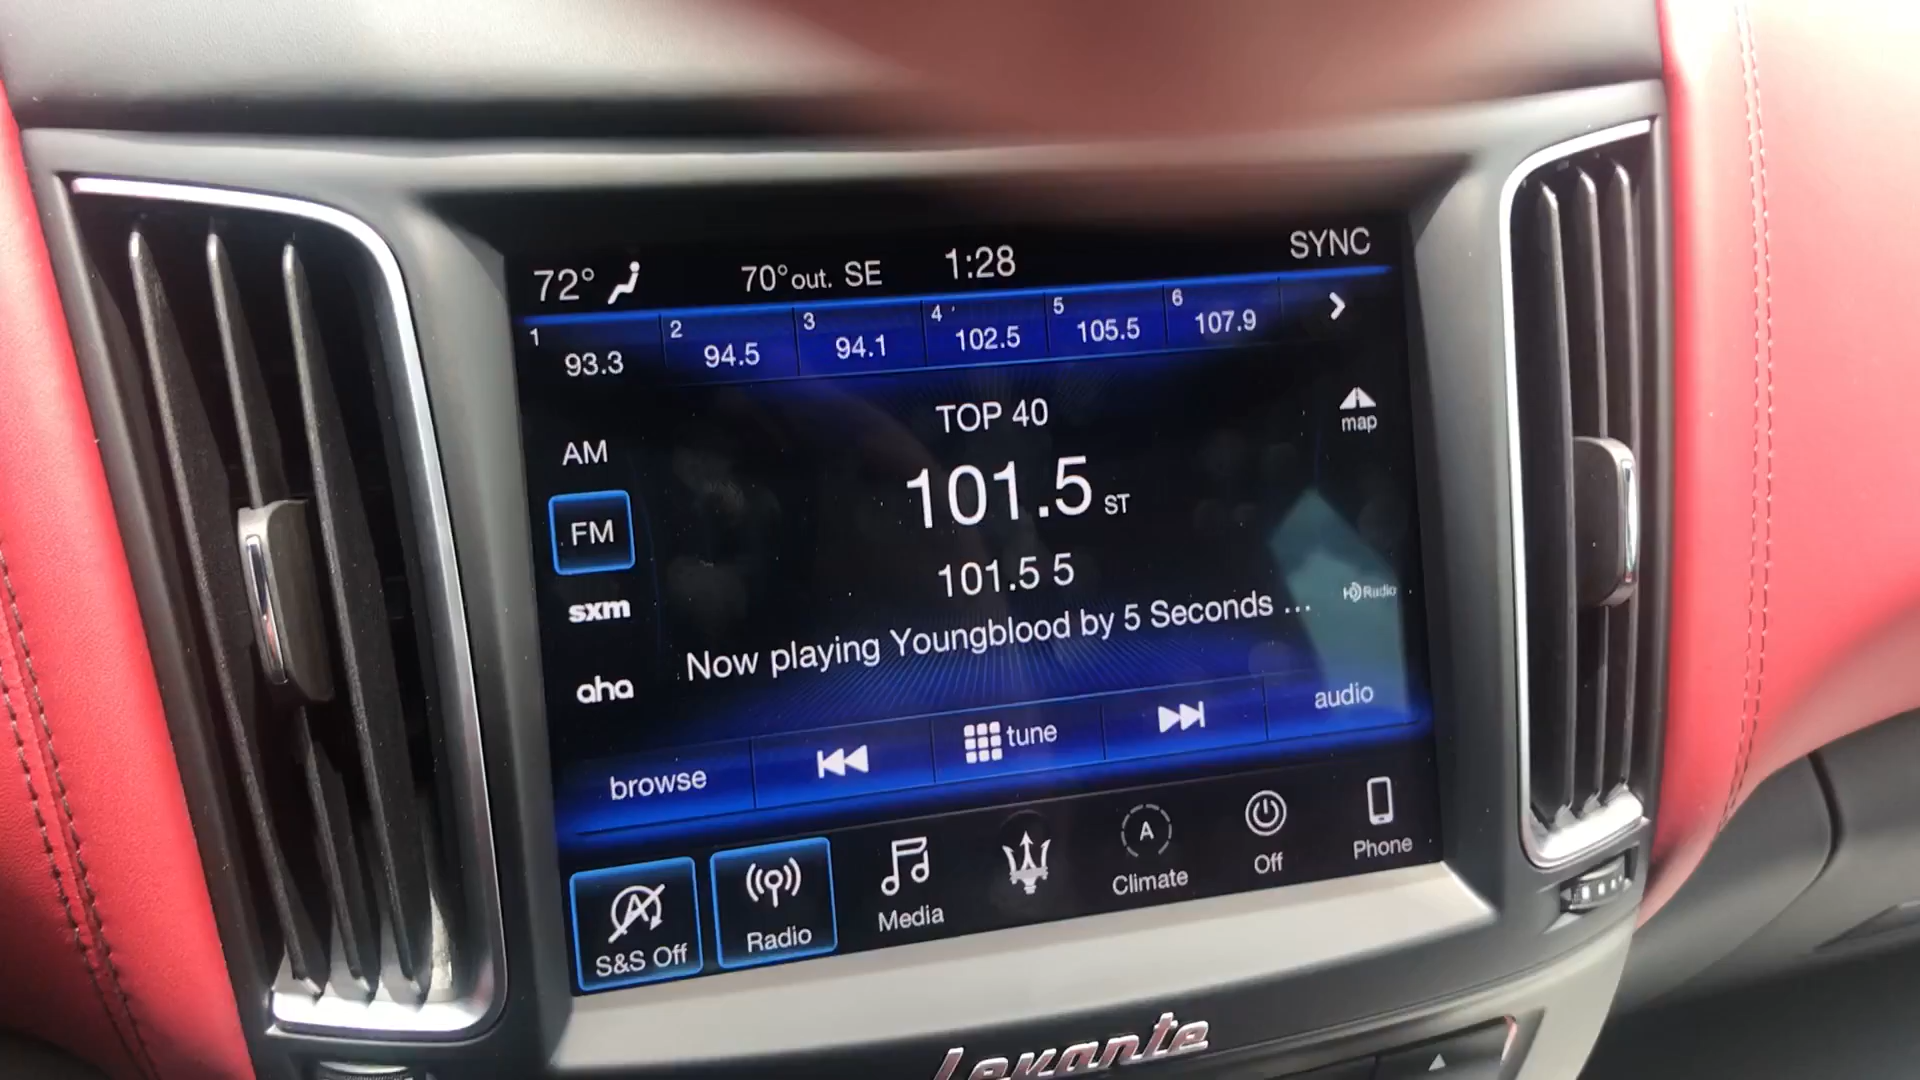 72° 70° out. SE 1:28 SYNC
1 93.3 2 94.5 3 94.1 4 102.5 5 105.5 6 107.9
TOP 40
map
AM
101.5 ST
FM
101.5 5
HD Radio
sxm
Now playing Youngblood by 5 Seconds ...
aha
browse tune audio
S&S Off Radio Media A Climate Off Phone
Levante